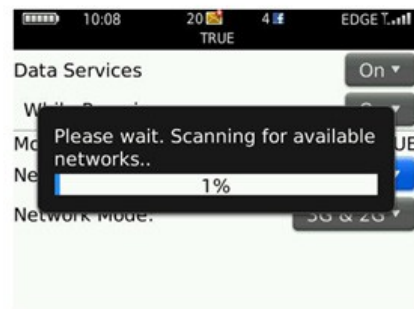 10:08 20 4 EDGE
TRUE
Data Services On
Please wait. Scanning for available
networks..
1%
Network Mode: 3G & 2G